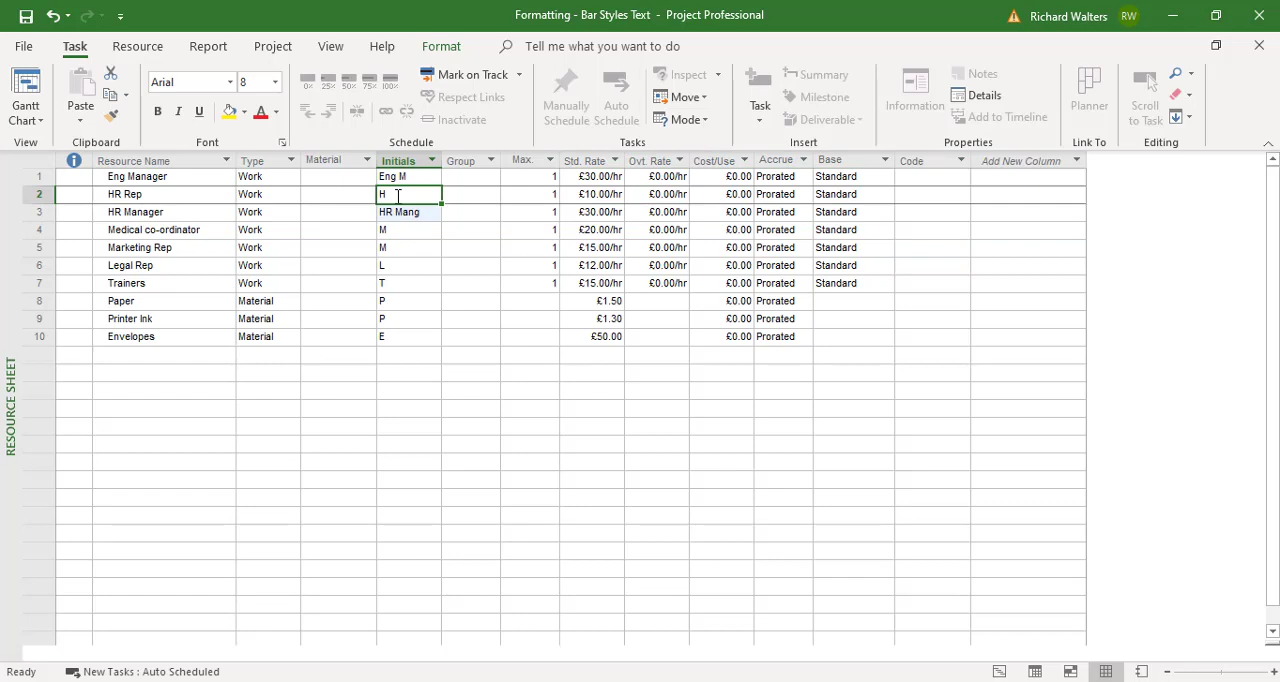 Formatting - Bar Styles Text - Project Professional
Richard Walters RW
File Task Resource Report Project View Help Format Tell me what you want to do
Gantt Chart
View
Paste
Clipboard
Arial 8
B I U A
Font
0% 25% 50% 75% 100%
Mark on Track
Respect Links
Inactivate
Schedule
Manually Schedule
Auto Schedule
Inspect
Move
Mode
Tasks
Task
Summary
Milestone
Deliverable
Insert
Information
Notes
Details
Add to Timeline
Properties
Planner
Link To
Scroll to Task
Editing
Resource Name Type Material Initials Group Max. Std. Rate Ovt. Rate Cost/Use Accrue Base Code Add New Column
1 Eng Manager Work Eng M 1 £30.00/hr £0.00/hr £0.00 Prorated Standard
2 HR Rep Work H 1 £10.00/hr £0.00/hr £0.00 Prorated Standard
3 HR Manager Work HR Mang 1 £30.00/hr £0.00/hr £0.00 Prorated Standard
4 Medical co-ordinator Work M 1 £20.00/hr £0.00/hr £0.00 Prorated Standard
5 Marketing Rep Work M 1 £15.00/hr £0.00/hr £0.00 Prorated Standard
6 Legal Rep Work L 1 £12.00/hr £0.00/hr £0.00 Prorated Standard
7 Trainers Work T 1 £15.00/hr £0.00/hr £0.00 Prorated Standard
8 Paper Material P £1.50 £0.00 Prorated
9 Printer Ink Material P £1.30 £0.00 Prorated
10 Envelopes Material E £50.00 £0.00 Prorated
RESOURCE SHEET
Ready New Tasks : Auto Scheduled